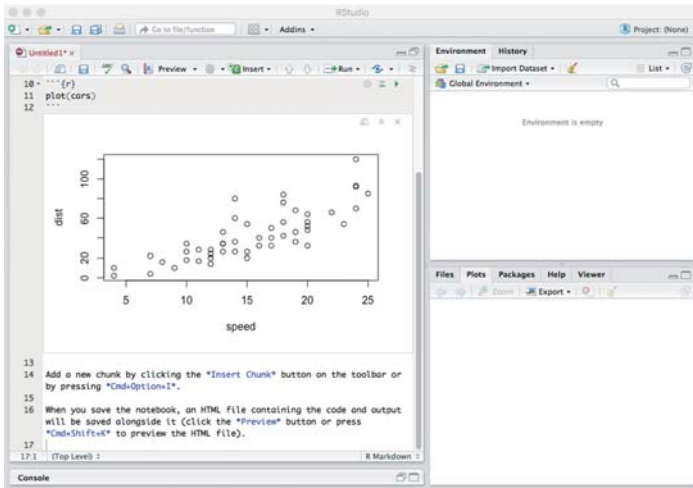 RStudio
Go to file/function
Addins
Project: (None)
Untitled1*
Preview
Insert
Run
10 ```{r}
11 plot(cars)
12 ```
dist
20 60 100
5 10 15 20 25
speed
13
14 Add a new chunk by clicking the *Insert Chunk* button on the toolbar or
by pressing *Cmd+Option+I*.
15
16 When you save the notebook, an HTML file containing the code and output
will be saved alongside it (click the *Preview* button or press
*Cmd+Shift+K* to preview the HTML file).
17
17:1 (Top Level) R Markdown
Console
Environment History
Import Dataset List
Global Environment
Environment is empty
Files Plots Packages Help Viewer
Zoom Export